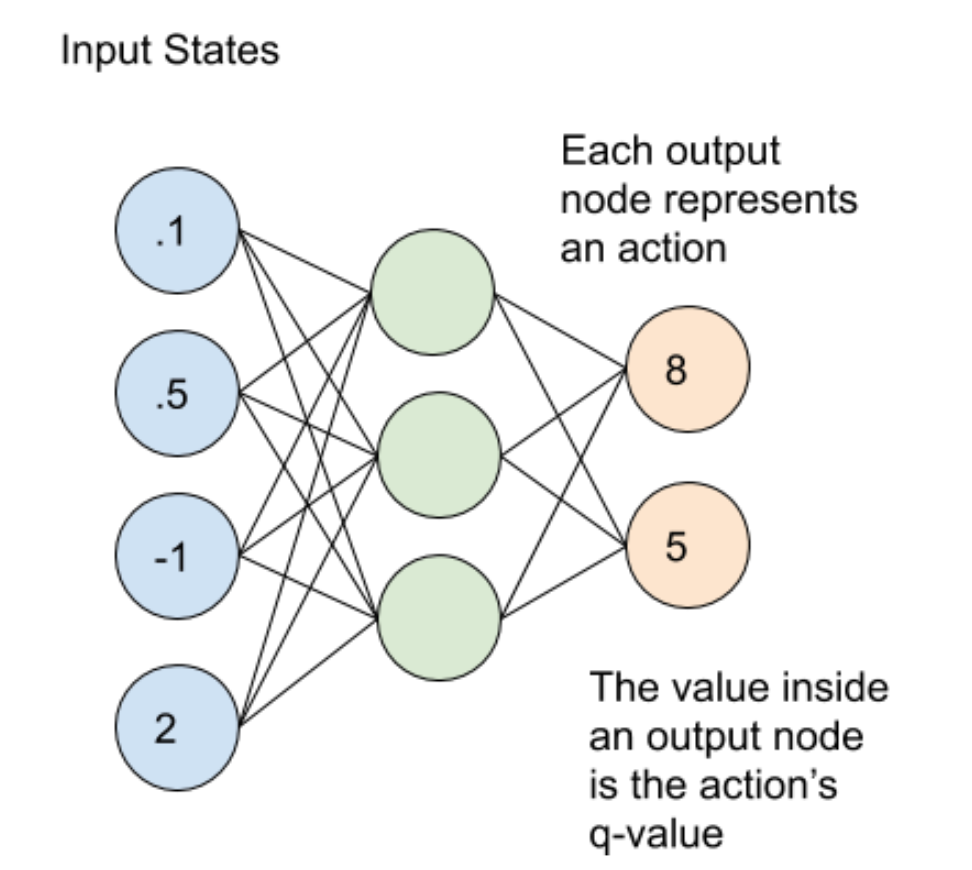 Input States
Each output
node represents
an action
.1
.5
-1
2
8
5
The value inside
an output node
is the action's
q-value